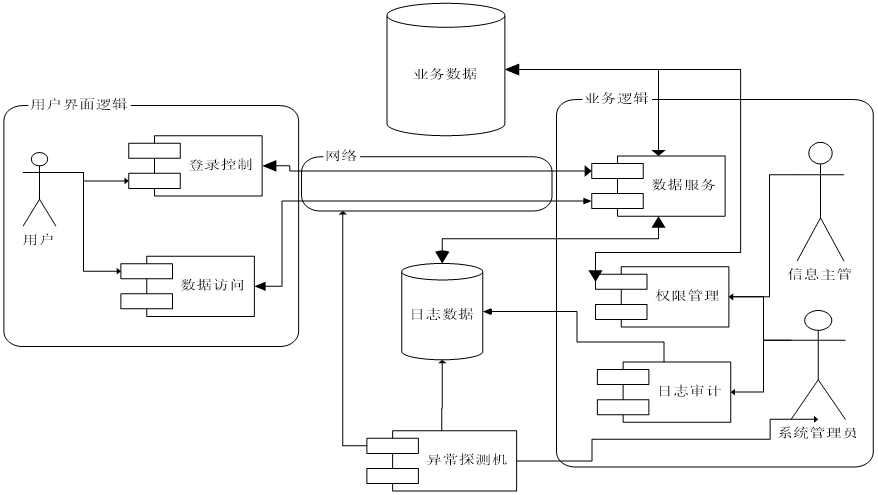 业务数据
用户界面逻辑
业务逻辑
登录控制
网络
数据服务
用户
数据访问
信息主管
权限管理
日志数据
日志审计
系统管理员
异常探测机